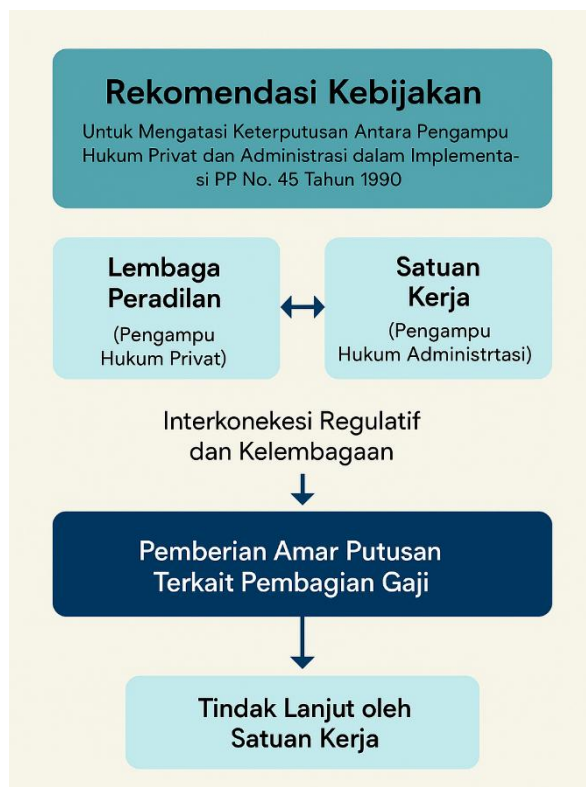 Rekomendasi Kebijakan
Untuk Mengatasi Keterputusan Antara Pengampu
Hukum Privat dan Administrasi dalam Implementa-
si PP No. 45 Tahun 1990
Lembaga
Peradilan
(Pengampu
Hukum Privat)
Satuan
Kerja
(Pengampu
Hukum Administrtasi)
Interkonekesi Regulatif
dan Kelembagaan
Pemberian Amar Putusan
Terkait Pembagian Gaji
Tindak Lanjut oleh
Satuan Kerja